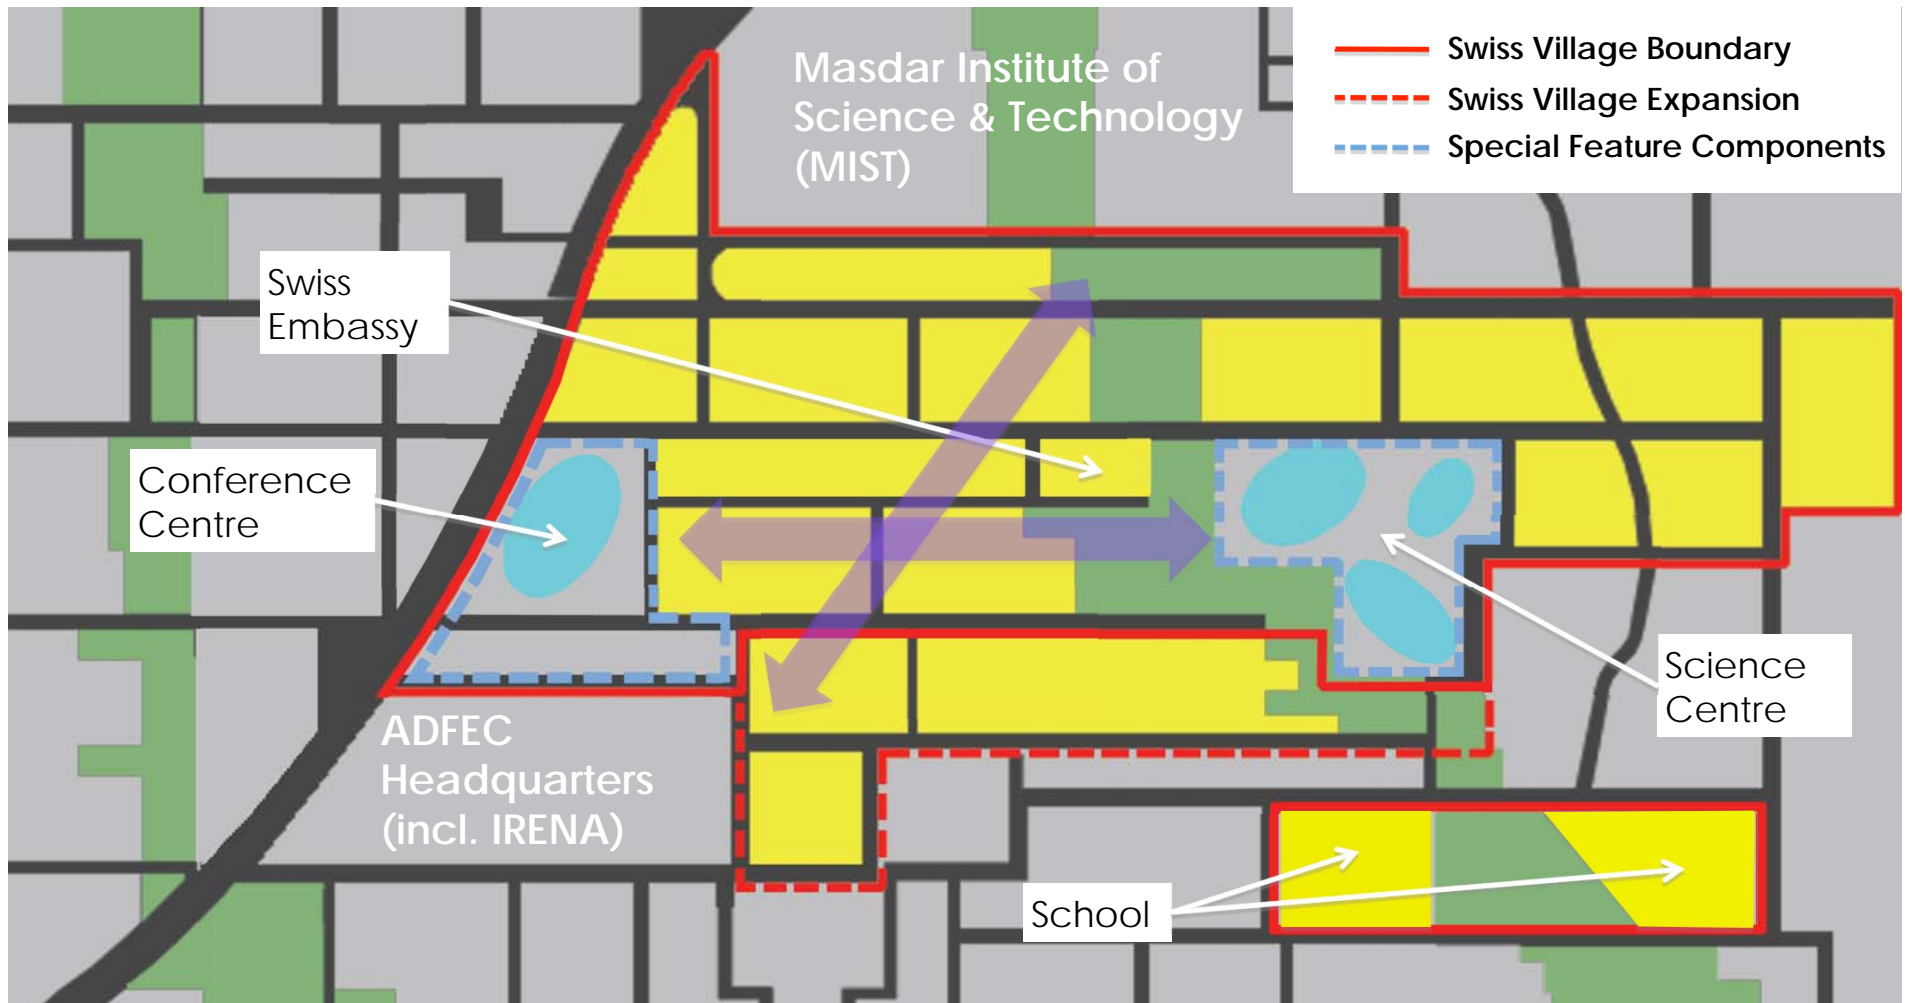 Masdar Institute of
Science & Technology
(MIST)
Swiss Village Boundary
Swiss Village Expansion
Special Feature Components
Swiss
Embassy
Conference
Centre
Science
Centre
ADFEC
Headquarters
(incl. IRENA)
School